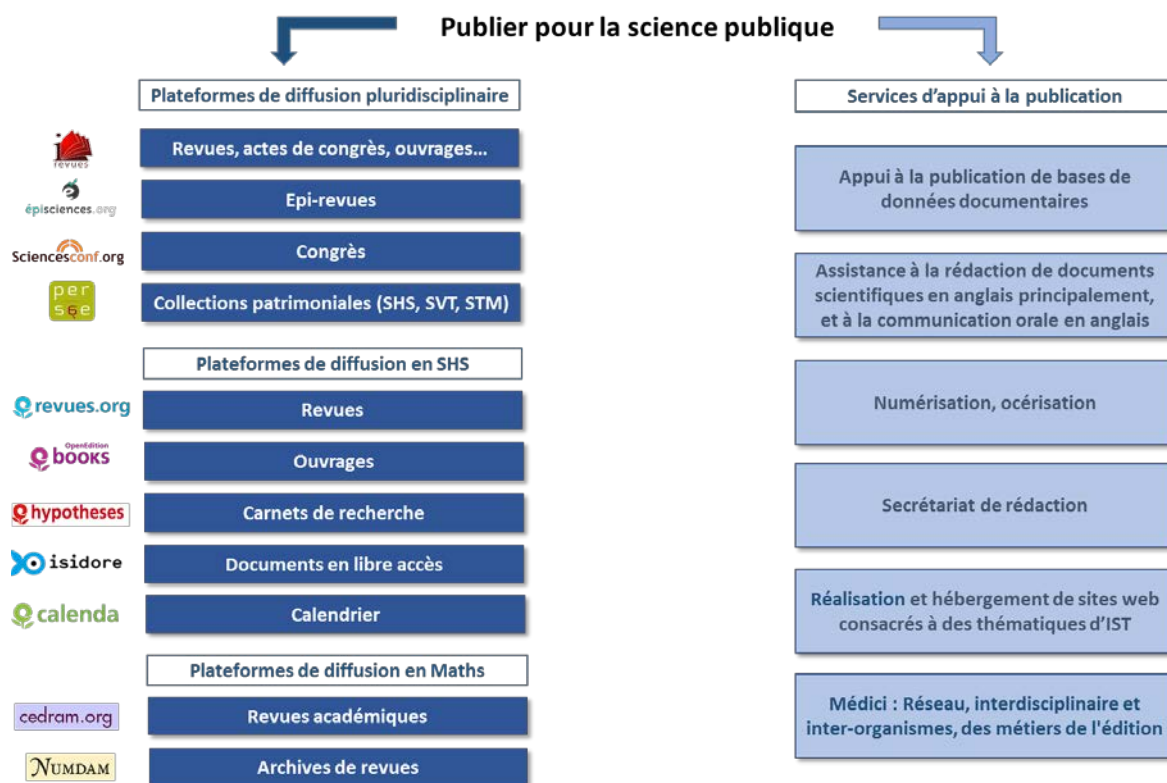 Publier pour la science publique
Plateformes de diffusion pluridisciplinaire
i
revues
Revues, actes de congrès, ouvrages…
épisciences.org
Epi-revues
Sciencesconf.org
Congrès
per
sée
Collections patrimoniales (SHS, SVT, STM)
Plateformes de diffusion en SHS
revues.org
Revues
OpenEdition
books
Ouvrages
hypotheses
Carnets de recherche
isidore
Documents en libre accès
calenda
Calendrier
Plateformes de diffusion en Maths
cedram.org
Revues académiques
NUMDAM
Archives de revues
Services d’appui à la publication
Appui à la publication de bases de
données documentaires
Assistance à la rédaction de documents
scientifiques en anglais principalement,
et à la communication orale en anglais
Numérisation, océrisation
Secrétariat de rédaction
Réalisation et hébergement de sites web
consacrés à des thématiques d’IST
Médici : Réseau, interdisciplinaire et
inter-organismes, des métiers de l'édition